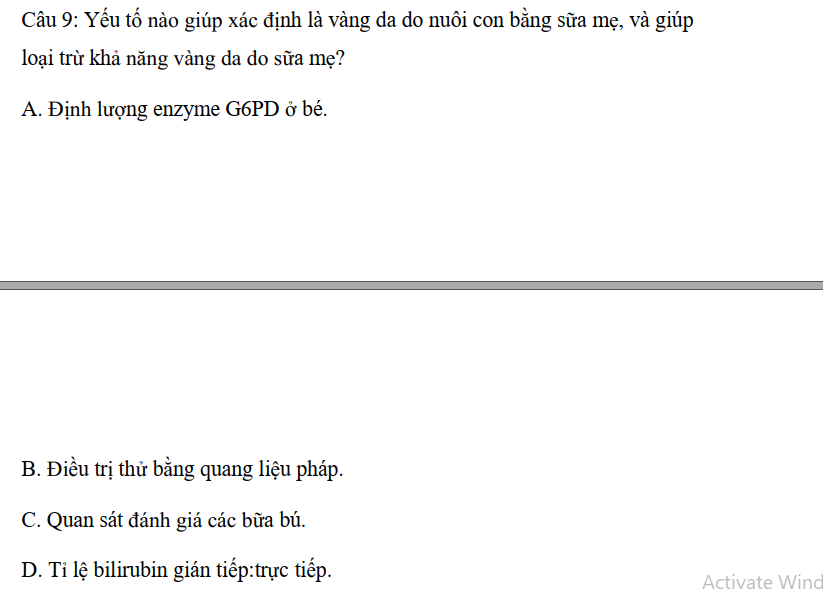 Câu 9: Yếu tố nào giúp xác định là vàng da do nuôi con bằng sữa mẹ, và giúp
loại trừ khả năng vàng da do sữa mẹ?
A. Định lượng enzyme G6PD ở bé.
B. Điều trị thử bằng quang liệu pháp.
C. Quan sát đánh giá các bữa bú.
D. Tỉ lệ bilirubin gián tiếp:trực tiếp.
Activate Wind